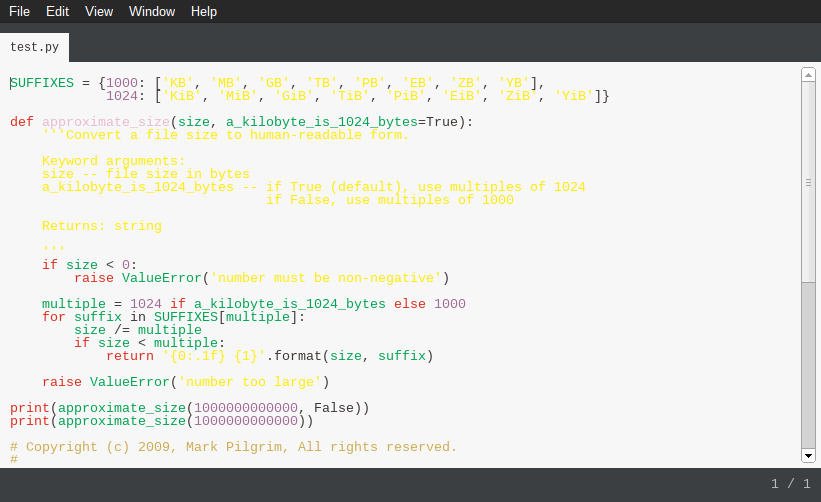 File Edit View Window Help
test.py
SUFFIXES = {1000: ['KB', 'MB', 'GB', 'TB', 'PB', 'EB', 'ZB', 'YB'],
            1024: ['KiB', 'MiB', 'GiB', 'TiB', 'PiB', 'EiB', 'ZiB', 'YiB']}
def approximate_size(size, a_kilobyte_is_1024_bytes=True):
    '''Convert a file size to human-readable form.
    Keyword arguments:
    size -- file size in bytes
    a_kilobyte_is_1024_bytes -- if True (default), use multiples of 1024
                                if False, use multiples of 1000
    Returns: string
    '''
    if size < 0:
        raise ValueError('number must be non-negative')
    multiple = 1024 if a_kilobyte_is_1024_bytes else 1000
    for suffix in SUFFIXES[multiple]:
        size /= multiple
        if size < multiple:
            return '{0:.1f} {1}'.format(size, suffix)
    raise ValueError('number too large')
print(approximate_size(1000000000000, False))
print(approximate_size(1000000000000))
# Copyright (c) 2009, Mark Pilgrim, All rights reserved.
#
1 / 1